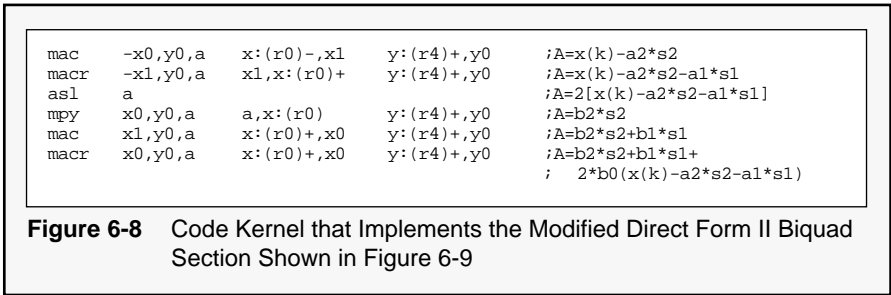 mac     -x0,y0,a    x:(r0)-,x1    y:(r4)+,y0    ;A=x(k)-a2*s2
macr    -x1,y0,a    x1,x:(r0)+    y:(r4)+,y0    ;A=x(k)-a2*s2-a1*s1
asl     a                                       ;A=2[x(k)-a2*s2-a1*s1]
mpy     x0,y0,a     a,x:(r0)      y:(r4)+,y0    ;A=b2*s2
mac     x1,y0,a     x:(r0)+,x0    y:(r4)+,y0    ;A=b2*s2+b1*s1
macr    x0,y0,a     x:(r0)+,x0    y:(r4)+,y0    ;A=b2*s2+b1*s1+
;   2*b0(x(k)-a2*s2-a1*s1)
Figure 6-8    Code Kernel that Implements the Modified Direct Form II Biquad
Section Shown in Figure 6-9